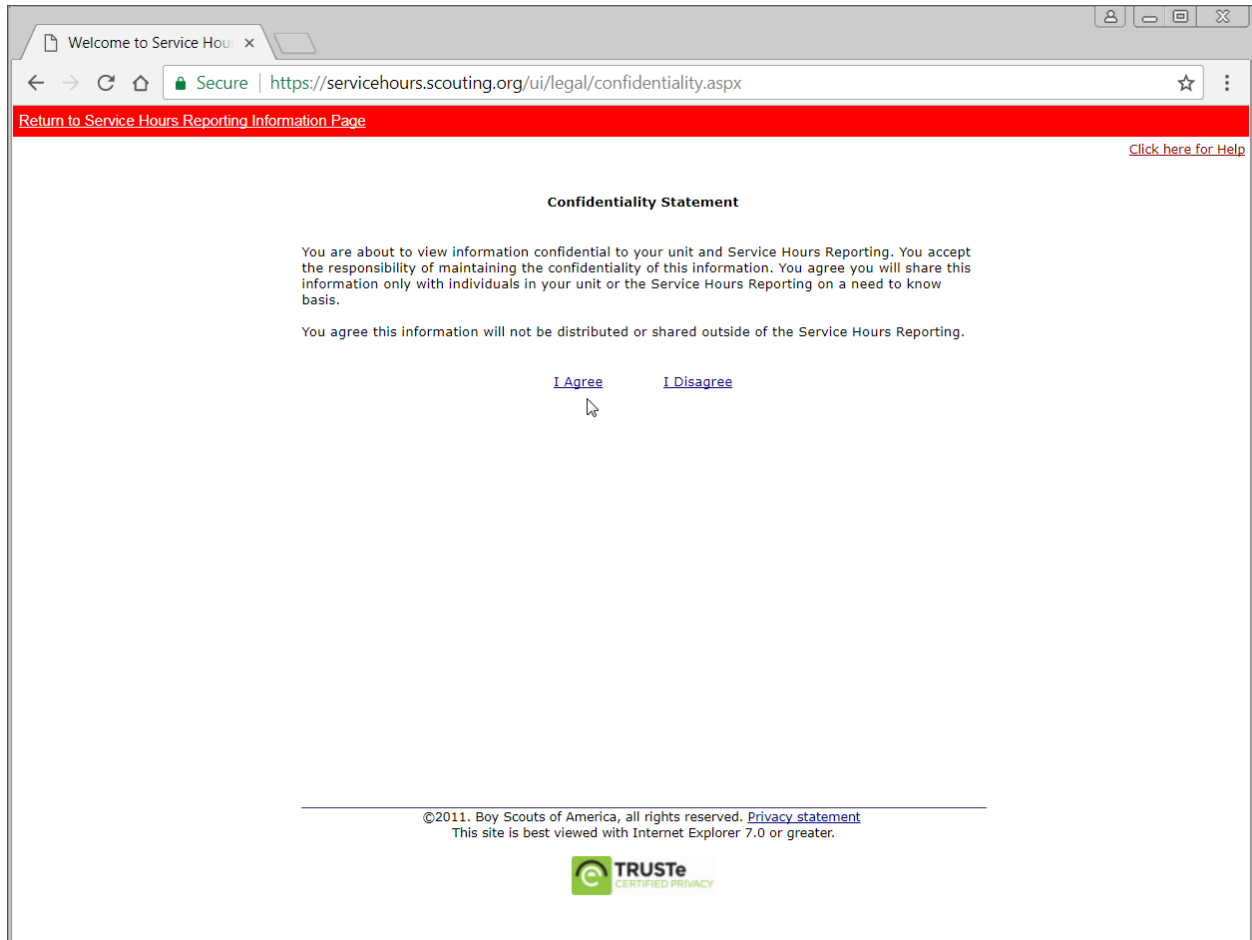 Welcome to Service Hou
Secure | https://servicehours.scouting.org/ui/legal/confidentiality.aspx
Return to Service Hours Reporting Information Page
Click here for Help
Confidentiality Statement
You are about to view information confidential to your unit and Service Hours Reporting. You accept
the responsibility of maintaining the confidentiality of this information. You agree you will share this
information only with individuals in your unit or the Service Hours Reporting on a need to know
basis.
You agree this information will not be distributed or shared outside of the Service Hours Reporting.
I Agree I Disagree
©2011. Boy Scouts of America, all rights reserved. Privacy statement
This site is best viewed with Internet Explorer 7.0 or greater.
TRUSTe
CERTIFIED PRIVACY